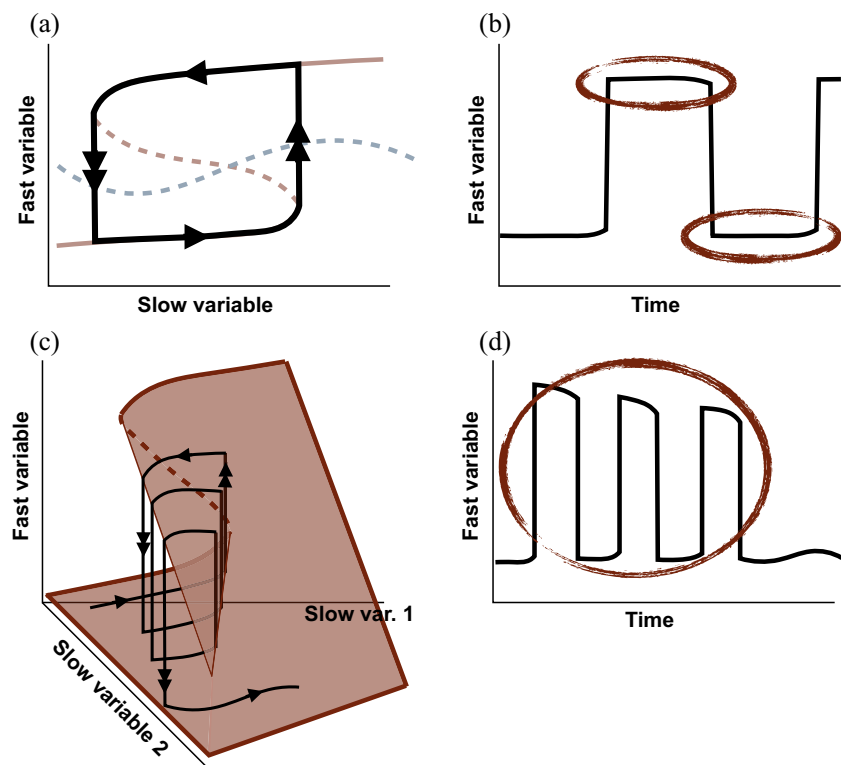 (a)
Fast variable
Slow variable
(b)
Fast variable
Time
(c)
Fast variable
Slow var. 1
Slow variable 2
(d)
Fast variable
Time